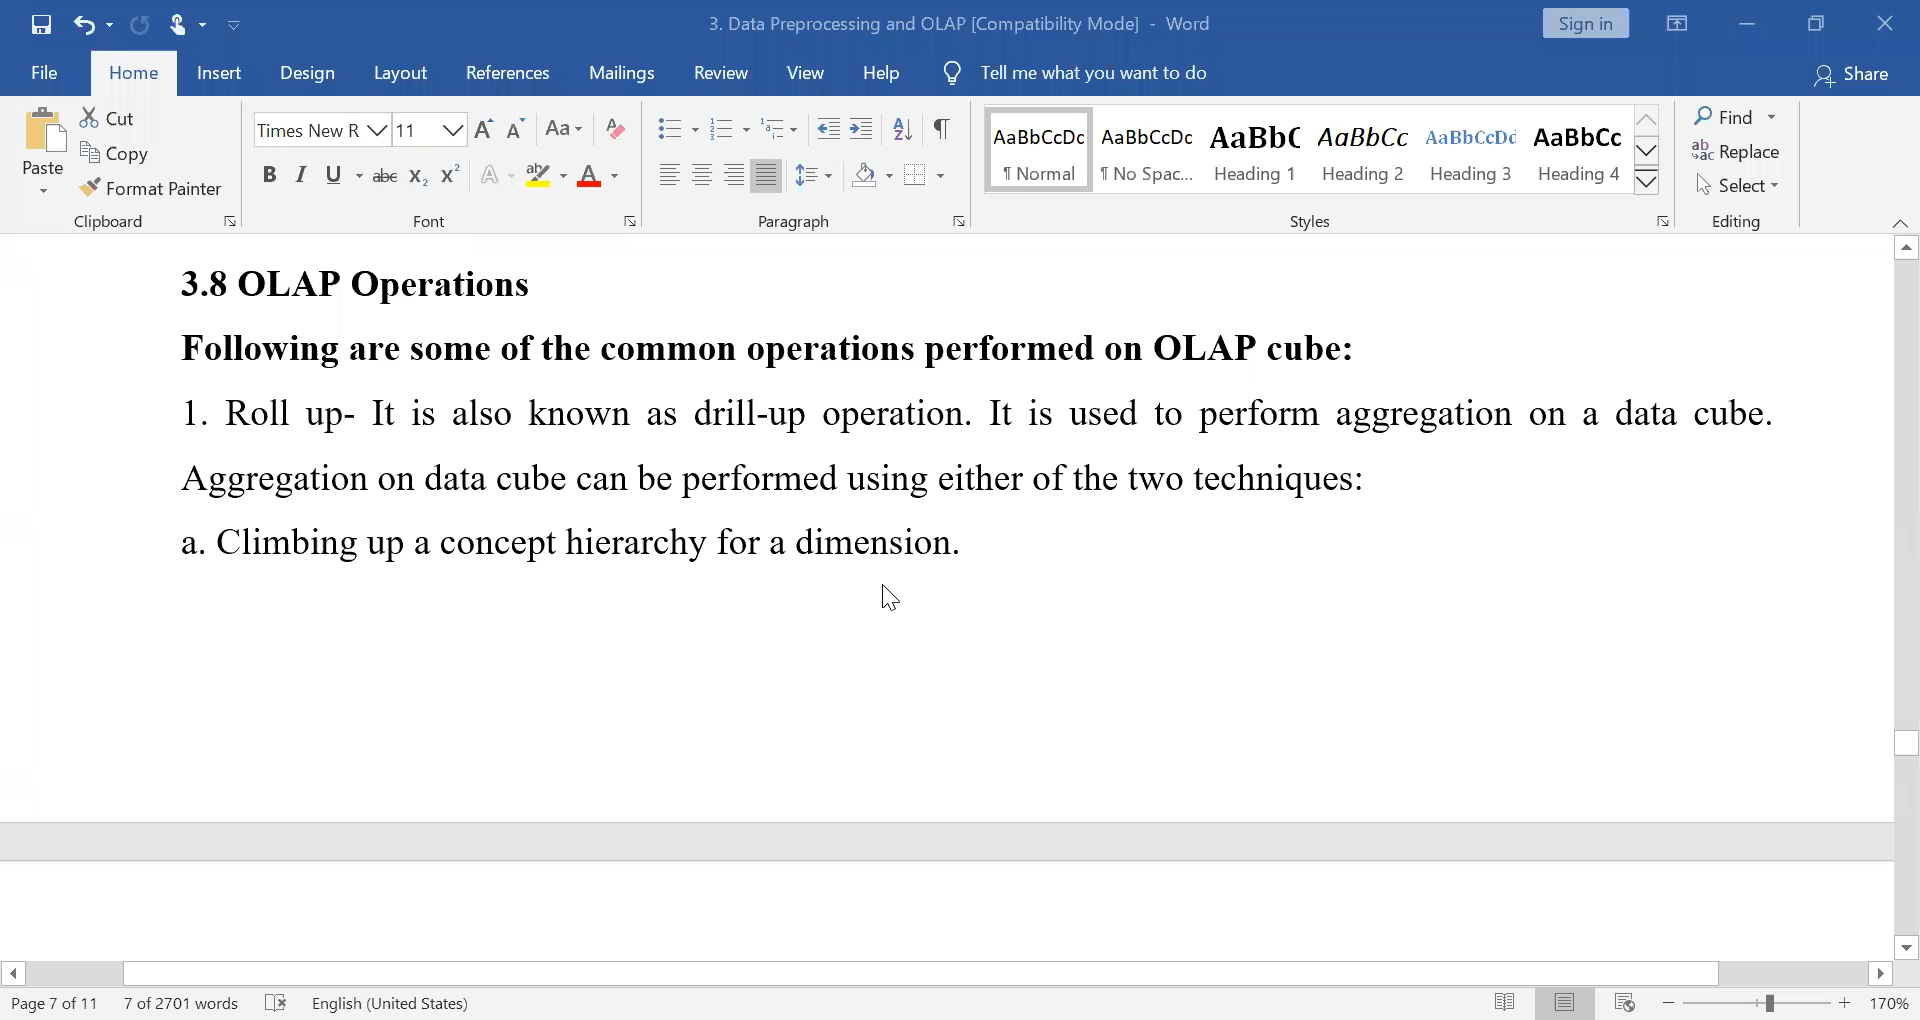 3. Data Preprocessing and OLAP [Compatibility Mode] - Word
Sign in
File Home Insert Design Layout References Mailings Review View Help Tell me what you want to do Share
Paste
Cut
Copy
Format Painter
Clipboard
Times New R 11
Aa
B I U abc X₂ X²
Font
Paragraph
AaBbCcDc AaBbCcDc AaBbC AaBbCc AaBbCcDd AaBbCc
¶ Normal ¶ No Spac... Heading 1 Heading 2 Heading 3 Heading 4
Styles
Find
Replace
Select
Editing
3.8 OLAP Operations
Following are some of the common operations performed on OLAP cube:
1. Roll up- It is also known as drill-up operation. It is used to perform aggregation on a data cube.
Aggregation on data cube can be performed using either of the two techniques:
a. Climbing up a concept hierarchy for a dimension.
Page 7 of 11 7 of 2701 words English (United States) 170%